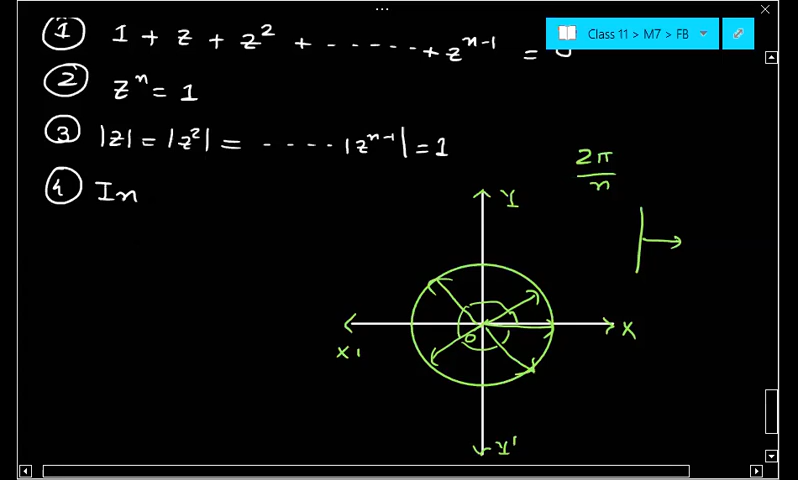 ① 1 + z + z² + ...... + zⁿ⁻¹ = 0
Class 11 > M7 > FB
② zⁿ = 1
③ |z| = |z²| = ..... |zⁿ⁻¹| = 1
④ In
2π/n
Y
O
X
X'
Y'